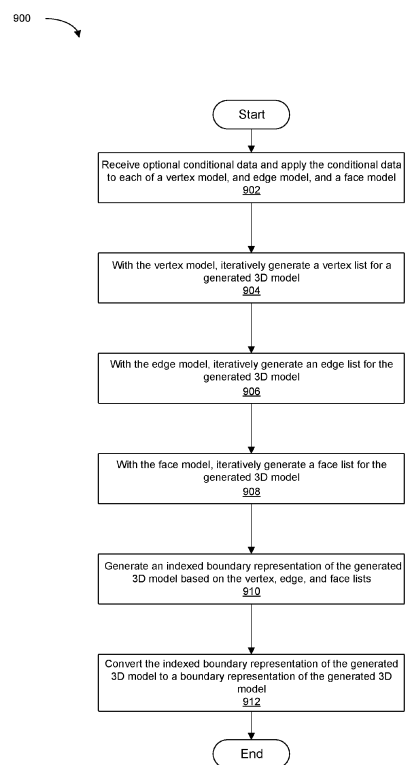 900
Start
Receive optional conditional data and apply the conditional data
to each of a vertex model, and edge model, and a face model
902
With the vertex model, iteratively generate a vertex list for a
generated 3D model
904
With the edge model, iteratively generate an edge list for the
generated 3D model
906
With the face model, iteratively generate a face list for the
generated 3D model
908
Generate an indexed boundary representation of the generated
3D model based on the vertex, edge, and face lists
910
Convert the indexed boundary representation of the generated
3D model to a boundary representation of the generated 3D
model
912
End